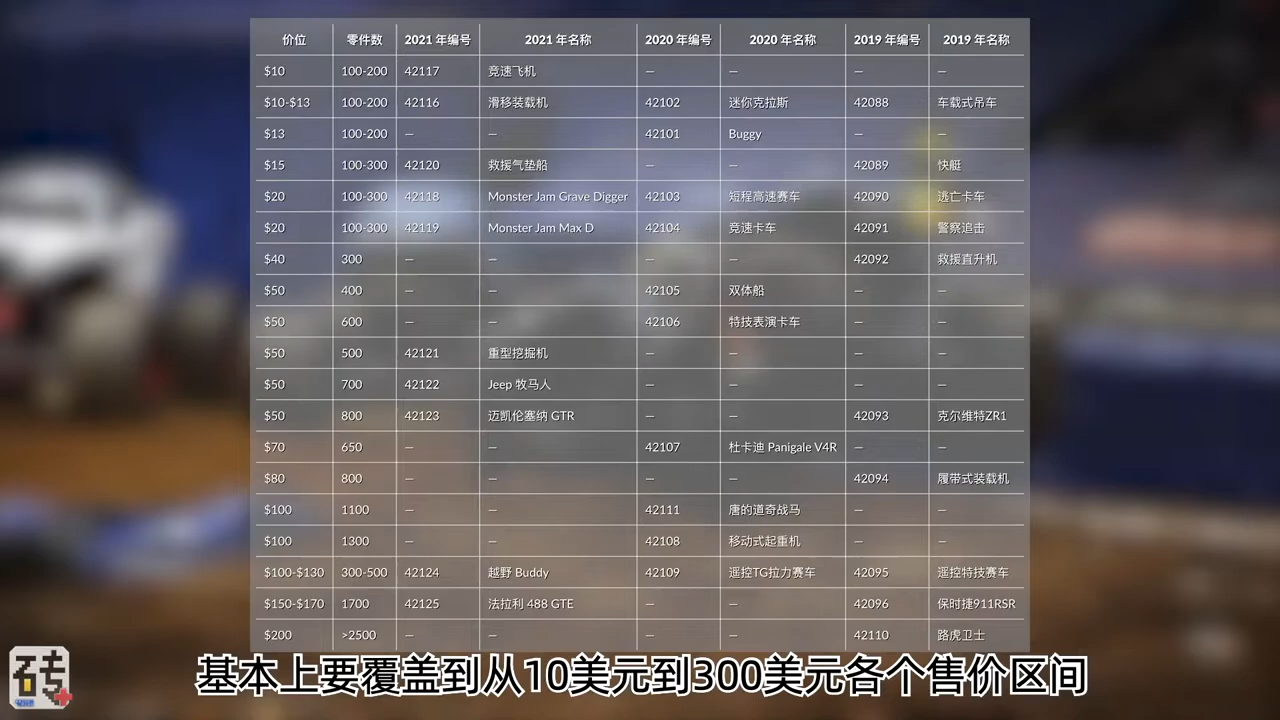 价位 零件数 2021 年编号 2021 年名称 2020 年编号 2020 年名称 2019 年编号 2019 年名称
$10 100-200 42117 竞速飞机 — — — —
$10-$13 100-200 42116 滑移装载机 42102 迷你克拉斯 42088 车载式吊车
$13 100-200 — — 42101 Buggy — —
$15 100-300 42120 救援气垫船 — — 42089 快艇
$20 100-300 42118 Monster Jam Grave Digger 42103 短程高速赛车 42090 逃亡卡车
$20 100-300 42119 Monster Jam Max D 42104 竞速卡车 42091 警察追击
$40 300 — — — — 42092 救援直升机
$50 400 — — 42105 双体船 — —
$50 600 — — 42106 特技表演卡车 — —
$50 500 42121 重型挖掘机 — — — —
$50 700 42122 Jeep 牧马人 — — — —
$50 800 42123 迈凯伦塞纳 GTR — — 42093 克尔维特ZR1
$70 650 — — 42107 杜卡迪 Panigale V4R — —
$80 800 — — — — 42094 履带式装载机
$100 1100 — — 42111 唐的道奇战马 — —
$100 1300 — — 42108 移动式起重机 — —
$100-$130 300-500 42124 越野 Buddy 42109 遥控TG拉力赛车 42095 遥控特技赛车
$150-$170 1700 42125 法拉利 488 GTE — — 42096 保时捷911RSR
$200 >2500 — — — — 42110 路虎卫士
基本上要覆盖到从10美元到300美元各个售价区间